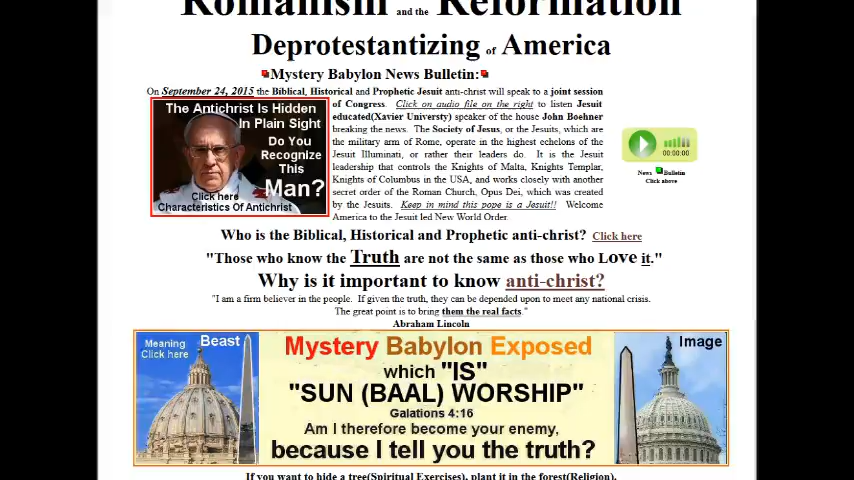 Romanism and the Reformation
Deprotestantizing of America
Mystery Babylon News Bulletin:
On September 24, 2015 the Biblical, Historical and Prophetic Jesuit anti-christ will speak to a joint session
of Congress. Click on audio file on the right to listen Jesuit
educated(Xavier Universty) speaker of the house John Boehner
breaking the news. The Society of Jesus, or the Jesuits, which are
the military arm of Rome, operate in the highest echelons of the
Jesuit Illuminati, or rather their leaders do. It is the Jesuit
leadership that controls the Knights of Malta, Knights Templar,
Knights of Columbus in the USA, and works closely with another
secret order of the Roman Church, Opus Dei, which was created
by the Jesuits. Keep in mind this pope is a Jesuit!! Welcome
America to the Jesuit led New World Order.
The Antichrist Is Hidden
In Plain Sight
Do You
Recognize
This
Man?
Click here
Characteristics Of Antichrist
00:00:00
News Bulletin
Click above
Who is the Biblical, Historical and Prophetic anti-christ? Click here
"Those who know the Truth are not the same as those who Love it."
Why is it important to know anti-christ?
"I am a firm believer in the people. If given the truth, they can be depended upon to meet any national crisis.
The great point is to bring them the real facts."
Abraham Lincoln
Meaning
Click here
Beast
Mystery Babylon Exposed
which "IS"
"SUN (BAAL) WORSHIP"
Galations 4:16
Am I therefore become your enemy,
because I tell you the truth?
Image
If you want to hide a tree(Spiritual Exercises), plant it in the forest(Religion).